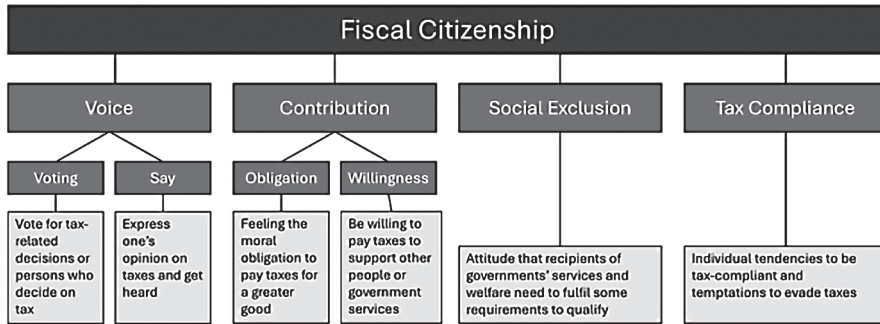 Fiscal Citizenship
Voice
Contribution
Social Exclusion
Tax Compliance
Voting
Say
Obligation
Willingness
Vote for tax-
related
decisions or
persons who
decide on
tax
Express
one's
opinion on
taxes and get
heard
Feeling the
moral
obligation to
pay taxes for
a greater
good
Be willing to
pay taxes to
support other
people or
government
services
Attitude that recipients of
governments' services and
welfare need to fulfil some
requirements to qualify
Individual tendencies to be
tax-compliant and
temptations to evade taxes